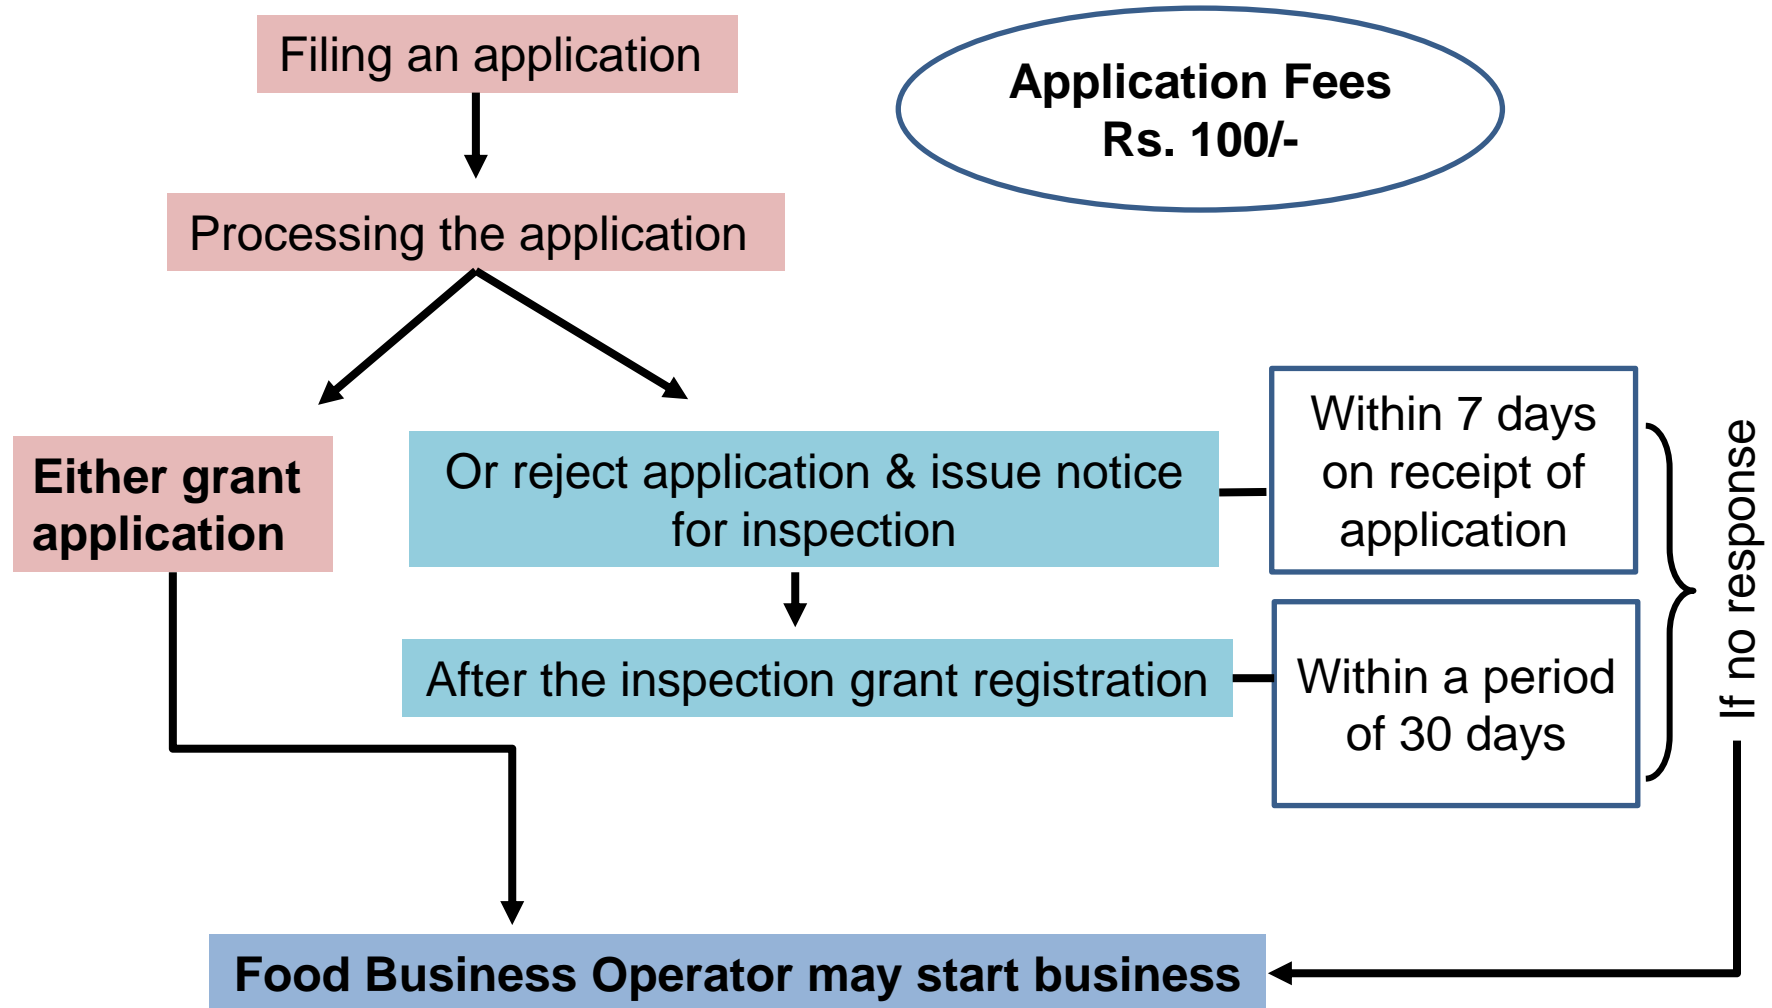 Filing an application
Application Fees
Rs. 100/-
Processing the application
Either grant
application
Or reject application & issue notice
for inspection
Within 7 days
on receipt of
application
After the inspection grant registration
Within a period
of 30 days
If no response
Food Business Operator may start business